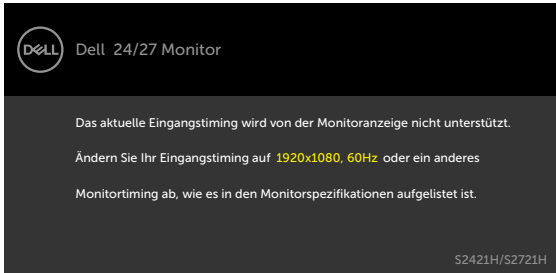 DELL
Dell 24/27 Monitor
Das aktuelle Eingangstiming wird von der Monitoranzeige nicht unterstützt.
Ändern Sie Ihr Eingangstiming auf 1920x1080, 60Hz oder ein anderes
Monitortiming ab, wie es in den Monitorspezifikationen aufgelistet ist.
S2421H/S2721H